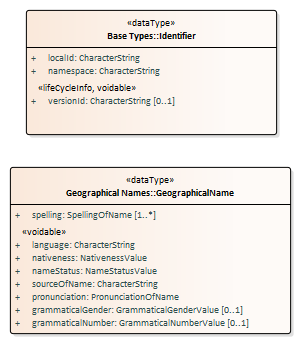 «dataType»
Base Types::Identifier
+ localId: CharacterString
+ namespace: CharacterString
«lifeCycleInfo, voidable»
+ versionId: CharacterString [0..1]
«dataType»
Geographical Names::GeographicalName
+ spelling: SpellingOfName [1..*]
«voidable»
+ language: CharacterString
+ nativeness: NativenessValue
+ nameStatus: NameStatusValue
+ sourceOfName: CharacterString
+ pronunciation: PronunciationOfName
+ grammaticalGender: GrammaticalGenderValue [0..1]
+ grammaticalNumber: GrammaticalNumberValue [0..1]